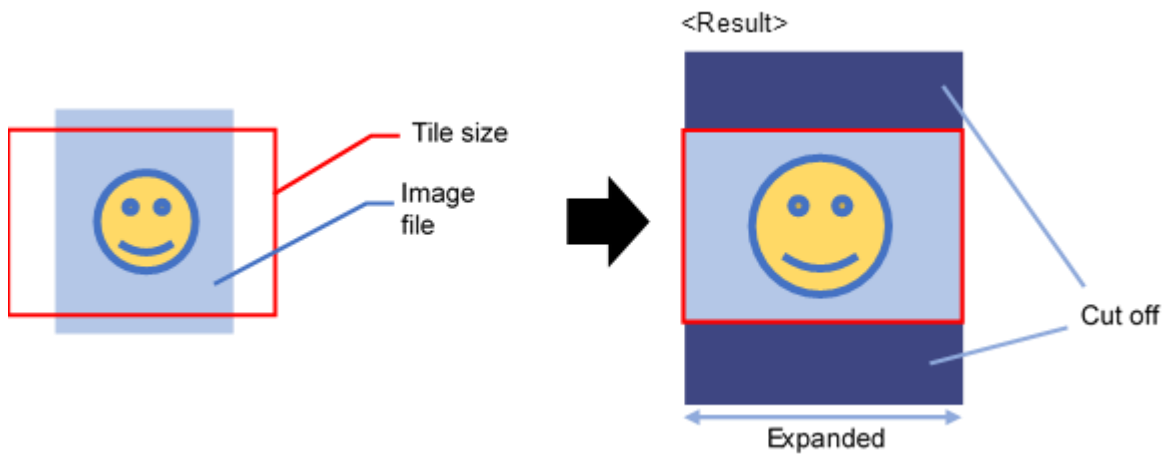 <Result>
Tile size
Image
file
Cut off
Expanded